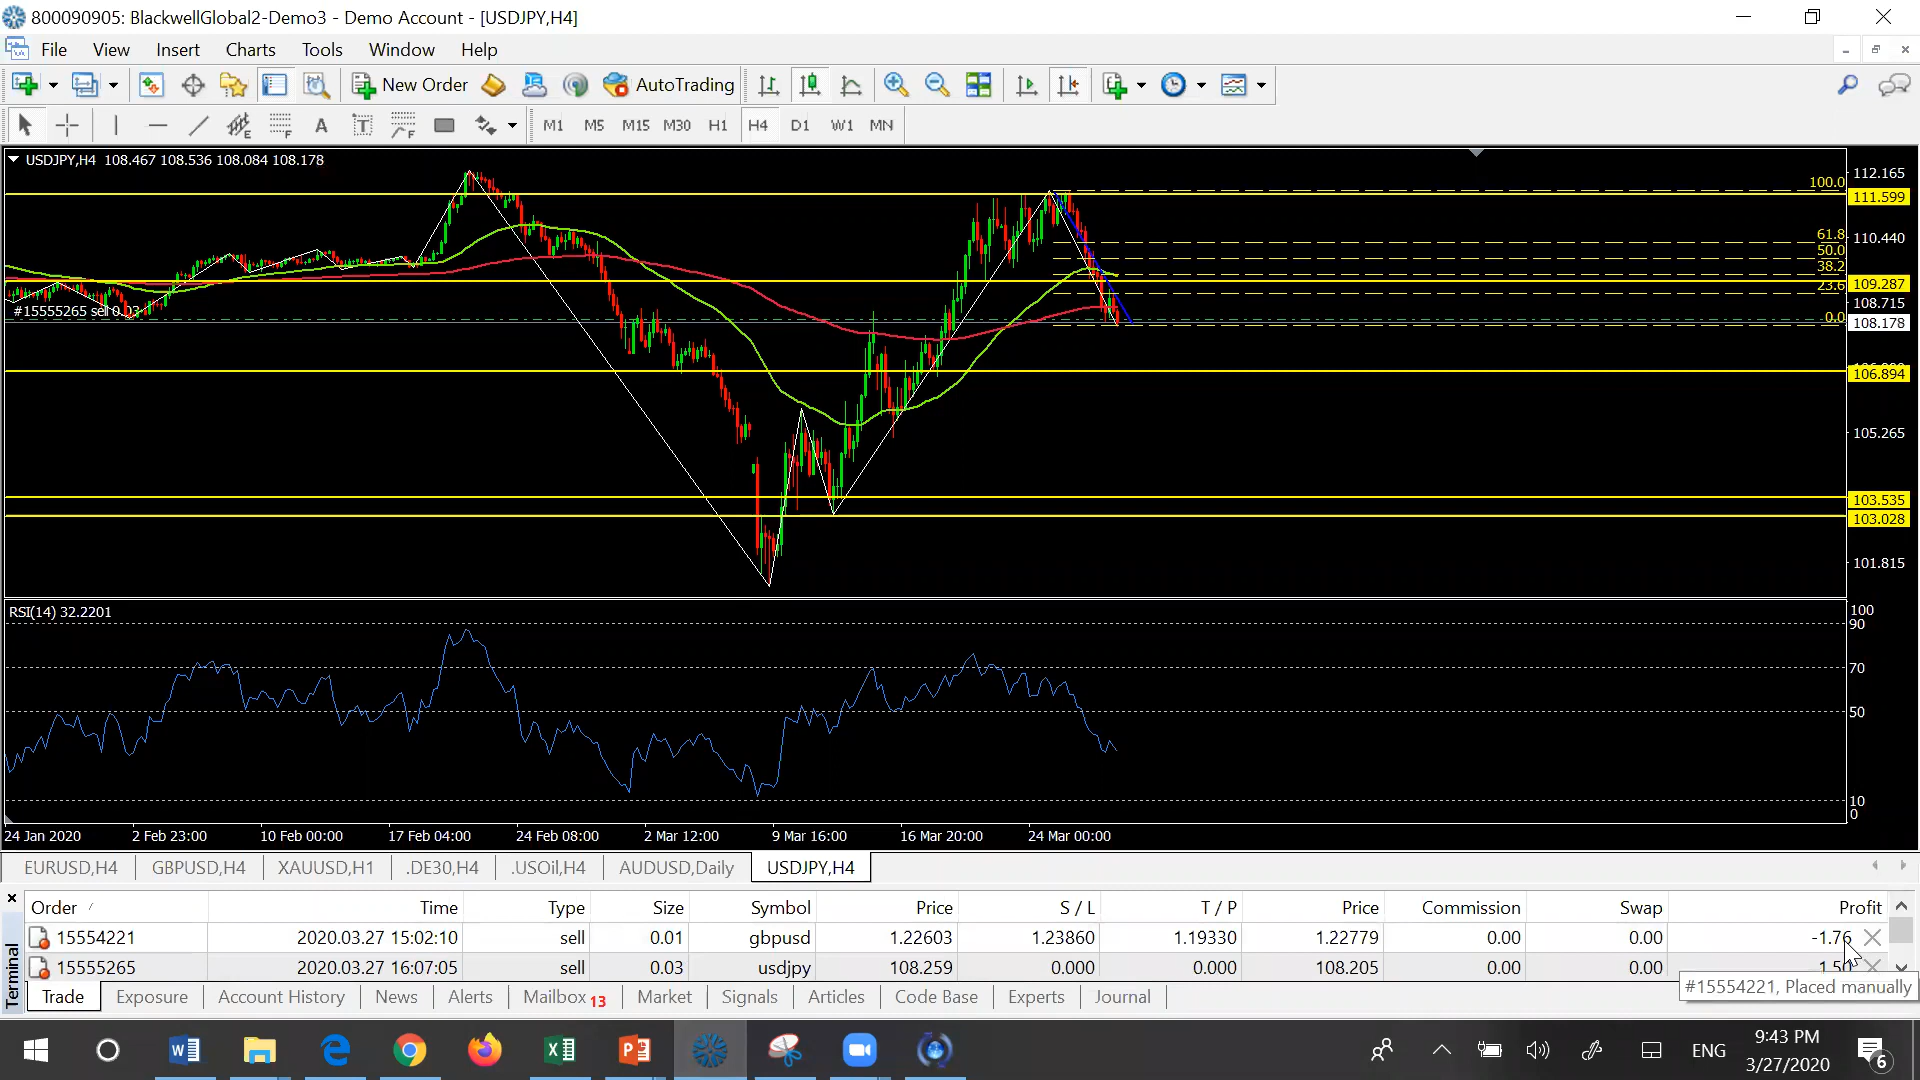 800090905: BlackwellGlobal2-Demo3 - Demo Account - [USDJPY,H4]
File View Insert Charts Tools Window Help
New Order AutoTrading
A T E F F M1 M5 M15 M30 H1 H4 D1 W1 MN
USDJPY,H4 108.467 108.536 108.084 108.178
112.165
100.0
111.599
61.8
110.440
50.0
38.2
109.287
23.6
108.715
#15555265 sell 0.03
0.0
108.178
106.894
105.265
103.535
103.028
101.815
RSI(14) 32.2201
100
90
70
50
10
0
24 Jan 2020 2 Feb 23:00 10 Feb 00:00 17 Feb 04:00 24 Feb 08:00 2 Mar 12:00 9 Mar 16:00 16 Mar 20:00 24 Mar 00:00
EURUSD,H4 GBPUSD,H4 XAUUSD,H1 .DE30,H4 .USOil,H4 AUDUSD,Daily USDJPY,H4
Order Time Type Size Symbol Price S / L T / P Price Commission Swap Profit
15554221 2020.03.27 15:02:10 sell 0.01 gbpusd 1.22603 1.23860 1.19330 1.22779 0.00 0.00 -1.76
15555265 2020.03.27 16:07:05 sell 0.03 usdjpy 108.259 0.000 0.000 108.205 0.00 0.00 1.50
#15554221, Placed manually
Terminal
Trade Exposure Account History News Alerts Mailbox 13 Market Signals Articles Code Base Experts Journal
ENG
9:43 PM
3/27/2020
6